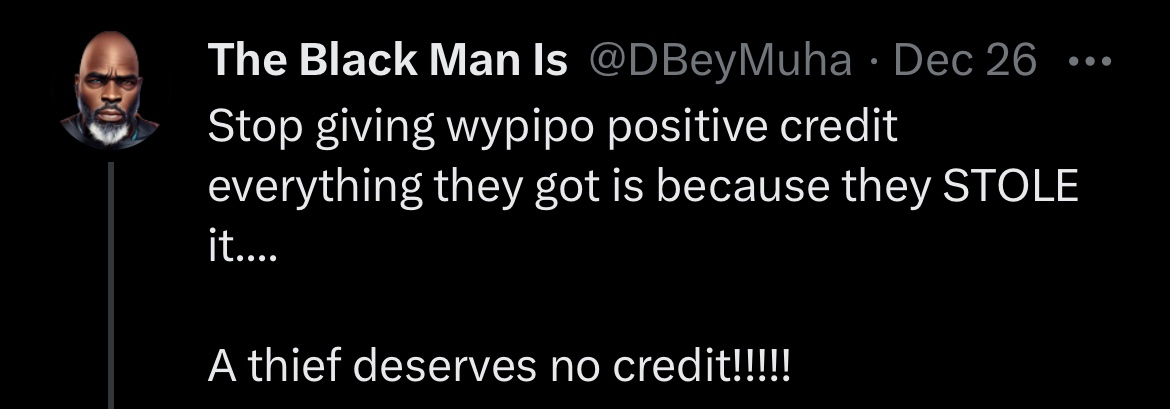 The Black Man Is @DBeyMuha · Dec 26 •••
Stop giving wypipo positive credit
everything they got is because they STOLE
it....
A thief deserves no credit!!!!!